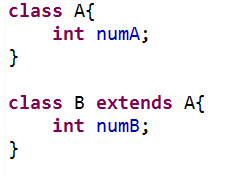 class A{
    int numA;
}

class B extends A{
    int numB;
}